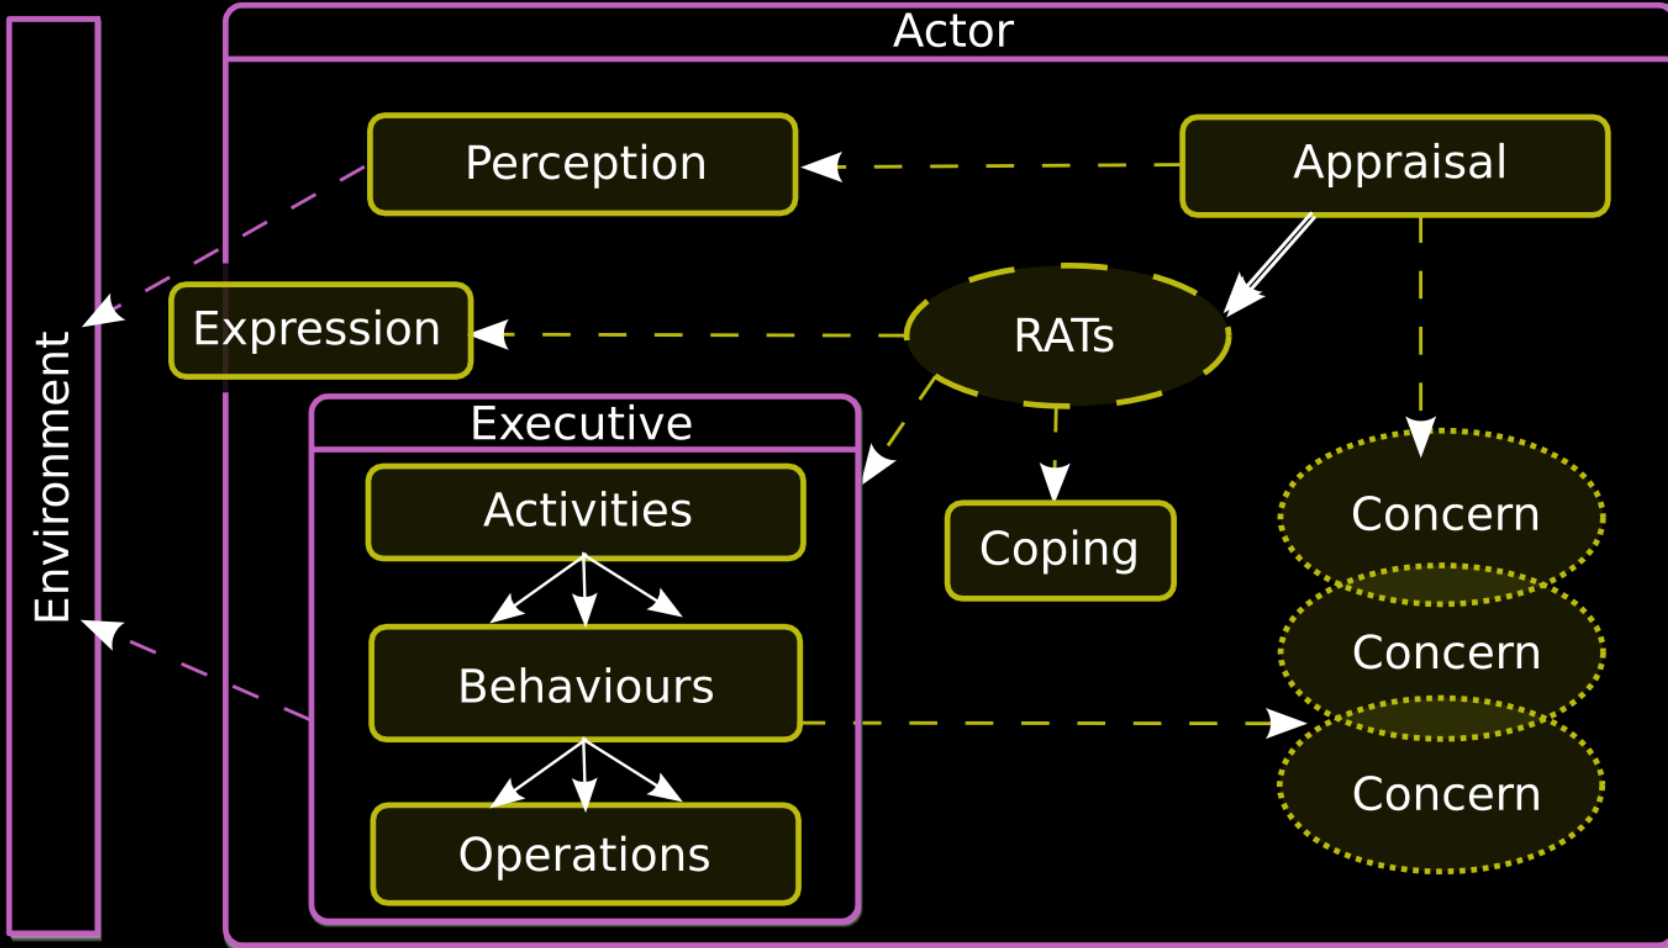 Actor
Perception
Appraisal
Expression
RATs
Environment
Executive
Activities
Coping
Concern
Behaviours
Concern
Operations
Concern